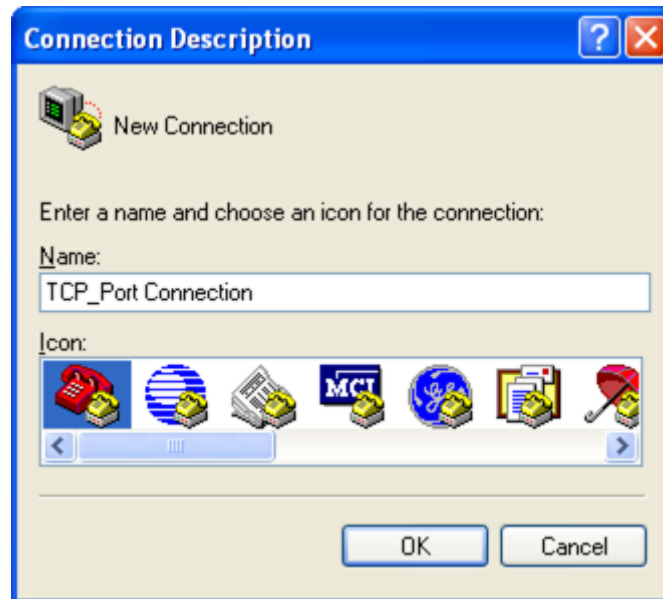 Connection Description
New Connection
Enter a name and choose an icon for the connection:
Name:
TCP_Port Connection
Icon:
MCI
OK Cancel